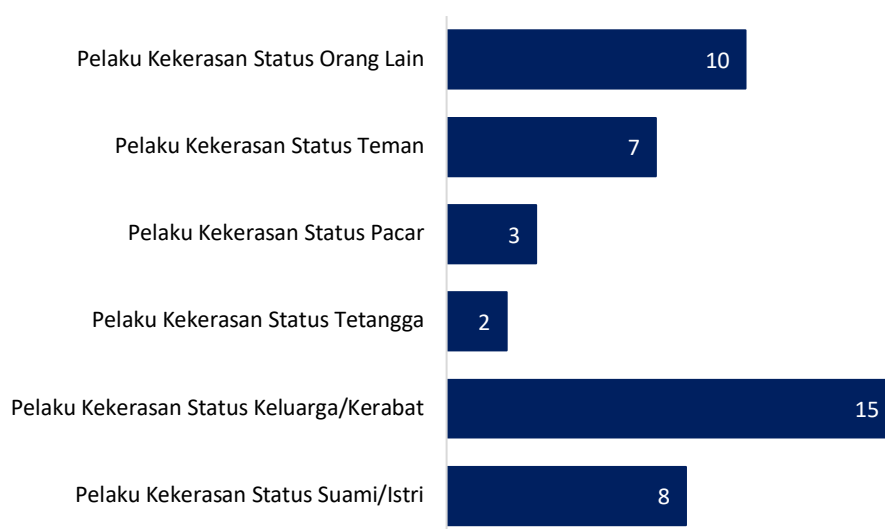 Pelaku Kekerasan Status Orang Lain 10
Pelaku Kekerasan Status Teman 7
Pelaku Kekerasan Status Pacar 3
Pelaku Kekerasan Status Tetangga 2
Pelaku Kekerasan Status Keluarga/Kerabat 15
Pelaku Kekerasan Status Suami/Istri 8